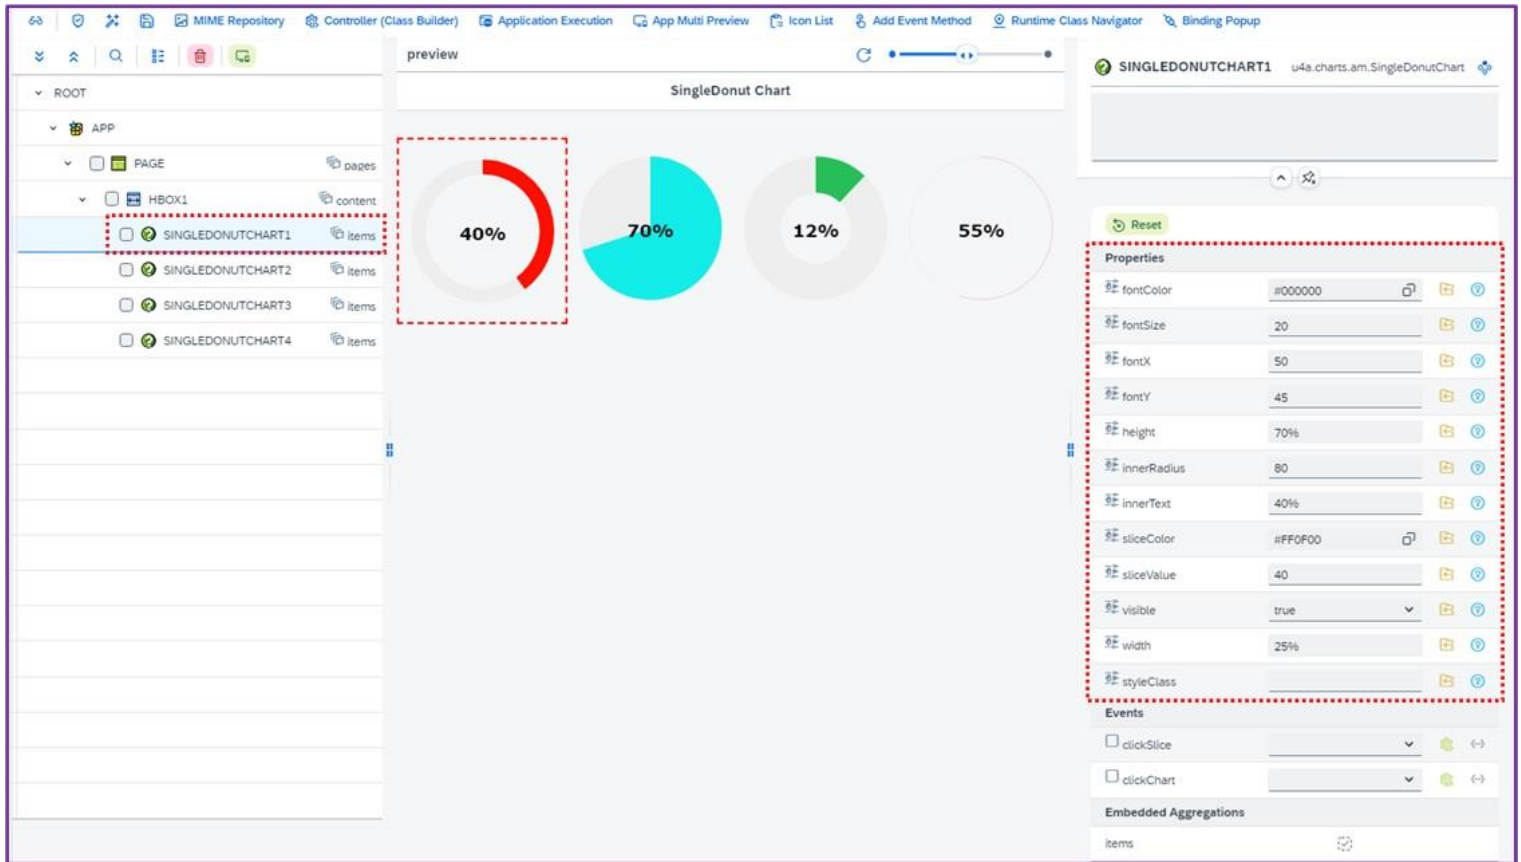 MIME Repository Controller (Class Builder) Application Execution App Multi Preview Icon List Add Event Method Runtime Class Navigator Binding Popup
ROOT
APP
PAGE pages
HBOX1 content
SINGLEDONUTCHART1 items
SINGLEDONUTCHART2 items
SINGLEDONUTCHART3 items
SINGLEDONUTCHART4 items
preview
SingleDonut Chart
40% 70% 12% 55%
SINGLEDONUTCHART1 u4a.charts.am.SingleDonutChart
Reset
Properties
fontColor #000000
fontSize 20
fontX 50
fontY 45
height 70%
innerRadius 80
innerText 40%
sliceColor #FF0F00
sliceValue 40
visible true
width 25%
styleClass
Events
clickSlice
clickChart
Embedded Aggregations
items